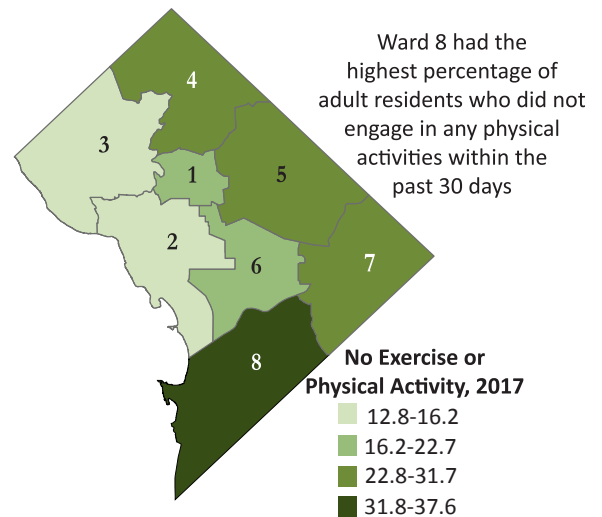 Ward 8 had the
highest percentage of
adult residents who did not
engage in any physical
activities within the
past 30 days
4
3
1
5
2
6
7
8
No Exercise or
Physical Activity, 2017
12.8-16.2
16.2-22.7
22.8-31.7
31.8-37.6